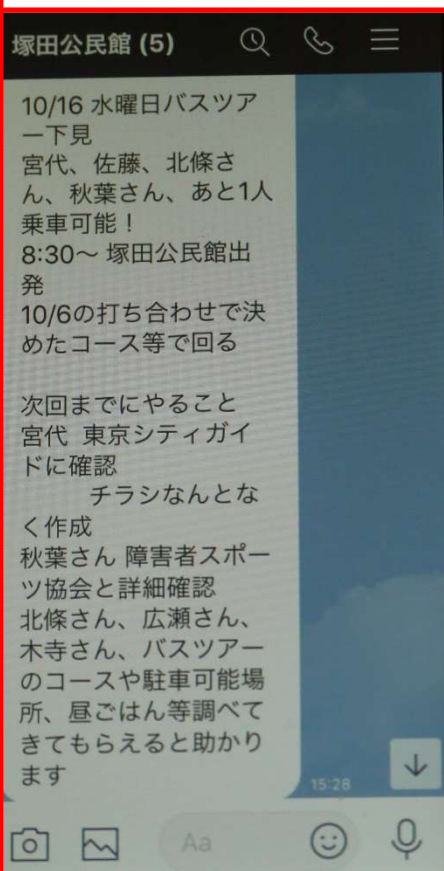 塚田公民館 (5)
10/16 水曜日バスツア
ー下見
宮代、佐藤、北條さ
ん、秋葉さん、あと1人
乗車可能！
8:30〜 塚田公民館出
発
10/6の打ち合わせで決
めたコース等で回る
次回までにやること
宮代 東京シティガイ
ドに確認
チラシなんとな
く作成
秋葉さん 障害者スポー
ツ協会と詳細確認
北條さん、広瀬さん、
木寺さん、バスツアー
のコースや駐車可能場
所、昼ごはん等調べて
きてもらえると助かり
ます
15:28
Aa